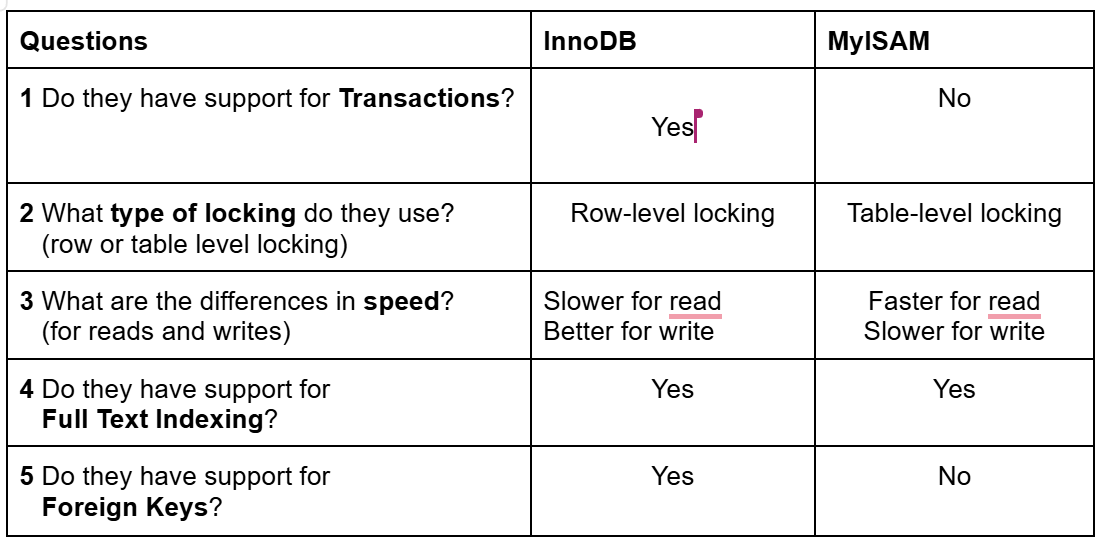 Questions InnoDB MyISAM
1 Do they have support for Transactions? Yes No
2 What type of locking do they use? Row-level locking Table-level locking
(row or table level locking)
3 What are the differences in speed? Slower for read Faster for read
(for reads and writes) Better for write Slower for write
4 Do they have support for Yes Yes
Full Text Indexing?
5 Do they have support for Yes No
Foreign Keys?